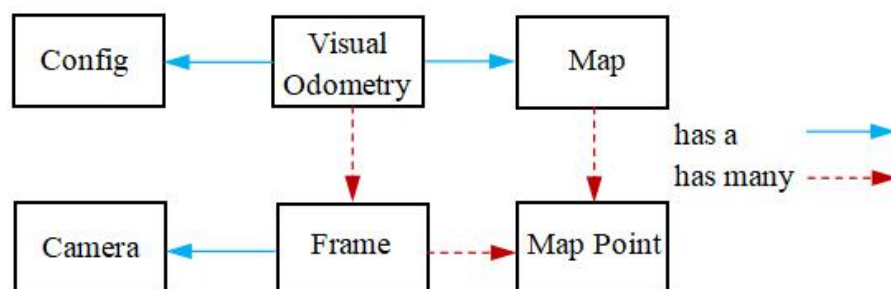 Config
Visual
Odometry
Map
has a
has many
Camera
Frame
Map Point